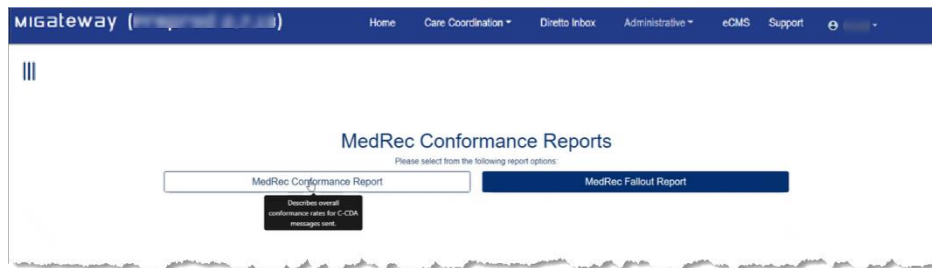 MIGateway (
) Home Care Coordination Diretto Inbox Administrative eCMS Support
MedRec Conformance Reports
Please select from the following report options:
MedRec Conformance Report MedRec Fallout Report
Describes overall
conformance rates for C-CDA
messages sent.